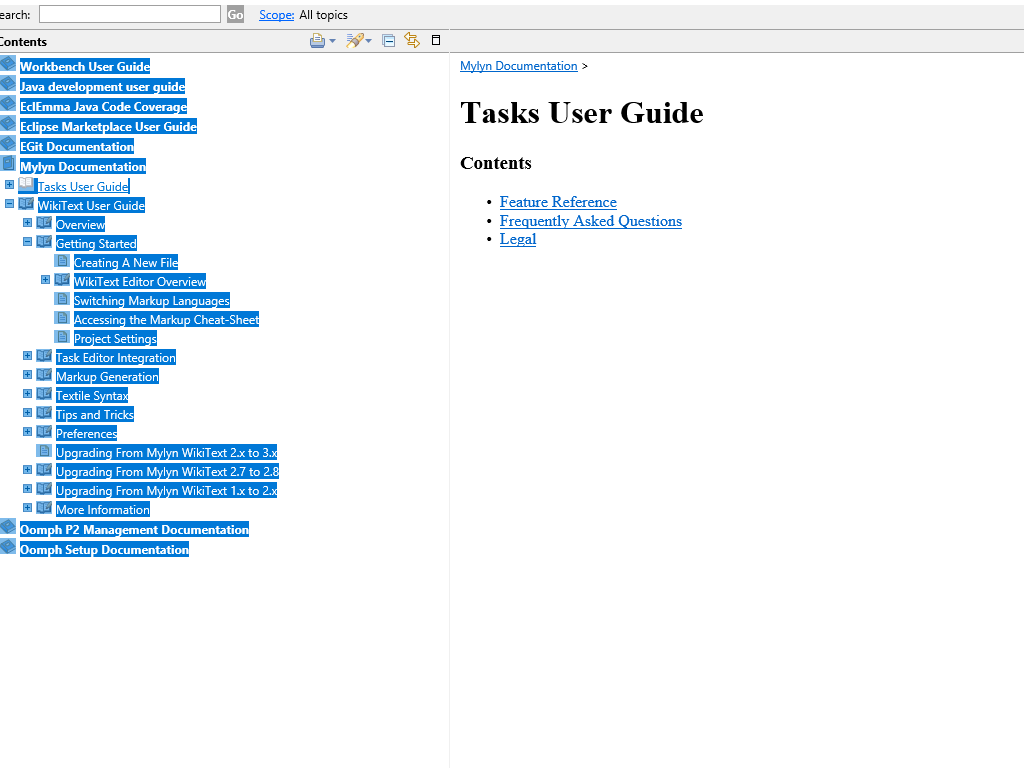 earch: Go Scope: All topics
Contents
Workbench User Guide
Java development user guide
EclEmma Java Code Coverage
Eclipse Marketplace User Guide
EGit Documentation
Mylyn Documentation
Tasks User Guide
WikiText User Guide
Overview
Getting Started
Creating A New File
WikiText Editor Overview
Switching Markup Languages
Accessing the Markup Cheat-Sheet
Project Settings
Task Editor Integration
Markup Generation
Textile Syntax
Tips and Tricks
Preferences
Upgrading From Mylyn WikiText 2.x to 3.x
Upgrading From Mylyn WikiText 2.7 to 2.8
Upgrading From Mylyn WikiText 1.x to 2.x
More Information
Oomph P2 Management Documentation
Oomph Setup Documentation
Mylyn Documentation >
Tasks User Guide
Contents
• Feature Reference
• Frequently Asked Questions
• Legal